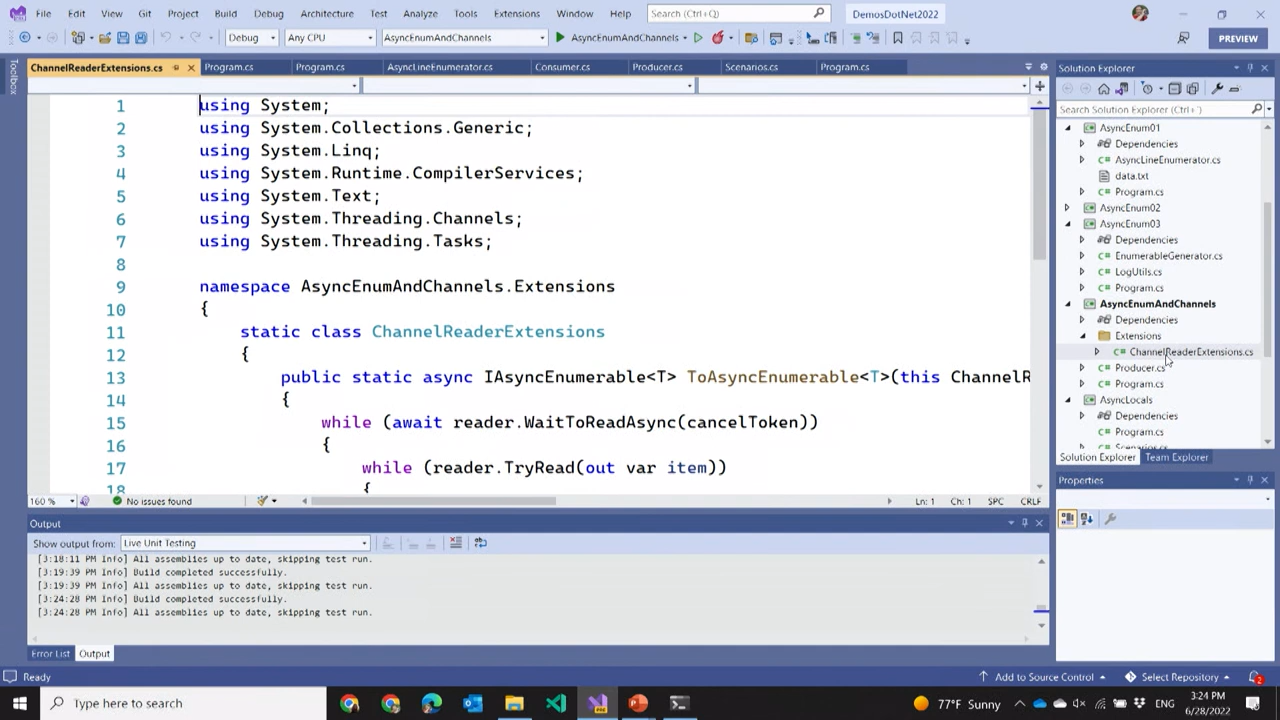 File Edit View Git Project Build Debug Architecture Test Analyze Tools Extensions Window Help Search (Ctrl+Q) DemosDotNet2022
Debug Any CPU AsyncEnumAndChannels AsyncEnumAndChannels PREVIEW
ChannelReaderExtensions.cs Program.cs Program.cs AsyncLineEnumerator.cs Consumer.cs Producer.cs Scenarios.cs Program.cs
Toolbox
1 using System;
2 using System.Collections.Generic;
3 using System.Linq;
4 using System.Runtime.CompilerServices;
5 using System.Text;
6 using System.Threading.Channels;
7 using System.Threading.Tasks;
8
9 namespace AsyncEnumAndChannels.Extensions
10 {
11 static class ChannelReaderExtensions
12 {
13 public static async IAsyncEnumerable<T> ToAsyncEnumerable<T>(this ChannelR
14 {
15 while (await reader.WaitToReadAsync(cancelToken))
16 {
17 while (reader.TryRead(out var item))
18 {
160 % No issues found Ln: 1 Ch: 1 SPC CRLF
Output
Show output from: Live Unit Testing
[3:18:11 PM Info] All assemblies up to date, skipping test run.
[3:19:39 PM Info] Build completed successfully.
[3:19:39 PM Info] All assemblies up to date, skipping test run.
[3:24:28 PM Info] Build completed successfully.
[3:24:28 PM Info] All assemblies up to date, skipping test run.
Error List Output
Solution Explorer
Search Solution Explorer (Ctrl+')
AsyncEnum01
Dependencies
AsyncLineEnumerator.cs
data.txt
Program.cs
AsyncEnum02
AsyncEnum03
Dependencies
EnumerableGenerator.cs
LogUtils.cs
Program.cs
AsyncEnumAndChannels
Dependencies
Extensions
ChannelReaderExtensions.cs
Producer.cs
Program.cs
AsyncLocals
Dependencies
Program.cs
Scenarios.cs
Solution Explorer Team Explorer
Properties
Ready Add to Source Control Select Repository 2
Type here to search 77°F Sunny ENG 3:24 PM
6/28/2022